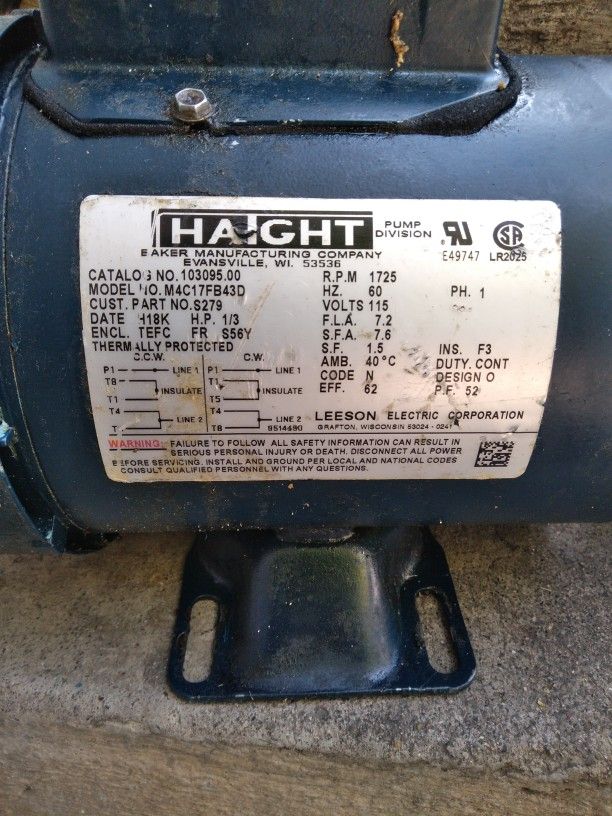 HAIGHT PUMP DIVISION
BAKER MANUFACTURING COMPANY
EVANSVILLE, WI. 53536
E49747 LR2025
CATALOG NO. 103095.00
MODEL NO. M4C17FB43D
CUST. PART NO. S279
DATE H18K H.P. 1/3
ENCL. TEFC FR S56Y
THERMALLY PROTECTED
R.P.M 1725
HZ. 60 PH. 1
VOLTS 115
F.L.A. 7.2
S.F.A. 7.6
S.F. 1.5 INS. F3
AMB. 40°C DUTY. CONT
CODE N DESIGN O
EFF. 62 P.F. 52
C.C.W. C.W.
P1 LINE 1 P1 LINE 1
T8
INSULATE INSULATE
T1 T8
T4 T4
LINE 2 LINE 2
T8
LEESON ELECTRIC CORPORATION
GRAFTON, WISCONSIN 53024-0241
WARNING: FAILURE TO FOLLOW ALL SAFETY INFORMATION CAN RESULT IN
SERIOUS PERSONAL INJURY OR DEATH. DISCONNECT ALL POWER
BEFORE SERVICING. INSTALL AND GROUND PER LOCAL AND NATIONAL CODES
CONSULT QUALIFIED PERSONNEL WITH ANY QUESTIONS.